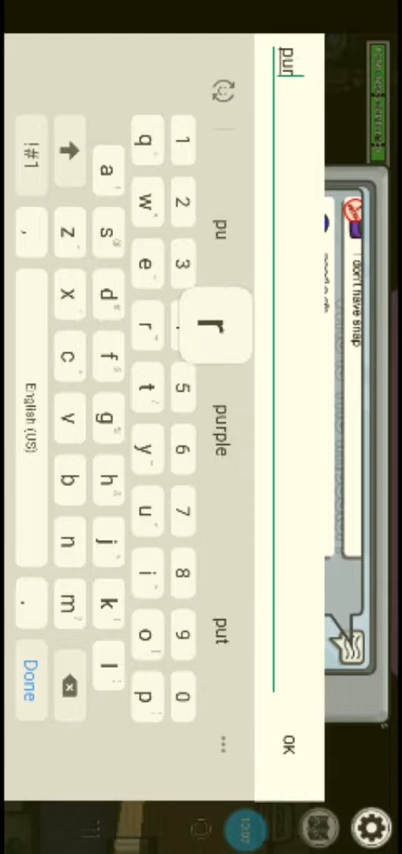 I don't have snap
pur
OK
pu
purple
put
1 2 3 5 6 7 8 9 0
r
q w e r t y u i o p
a s d f g h j k l
z x c v b n m
!#1
,
English (US)
.
Done